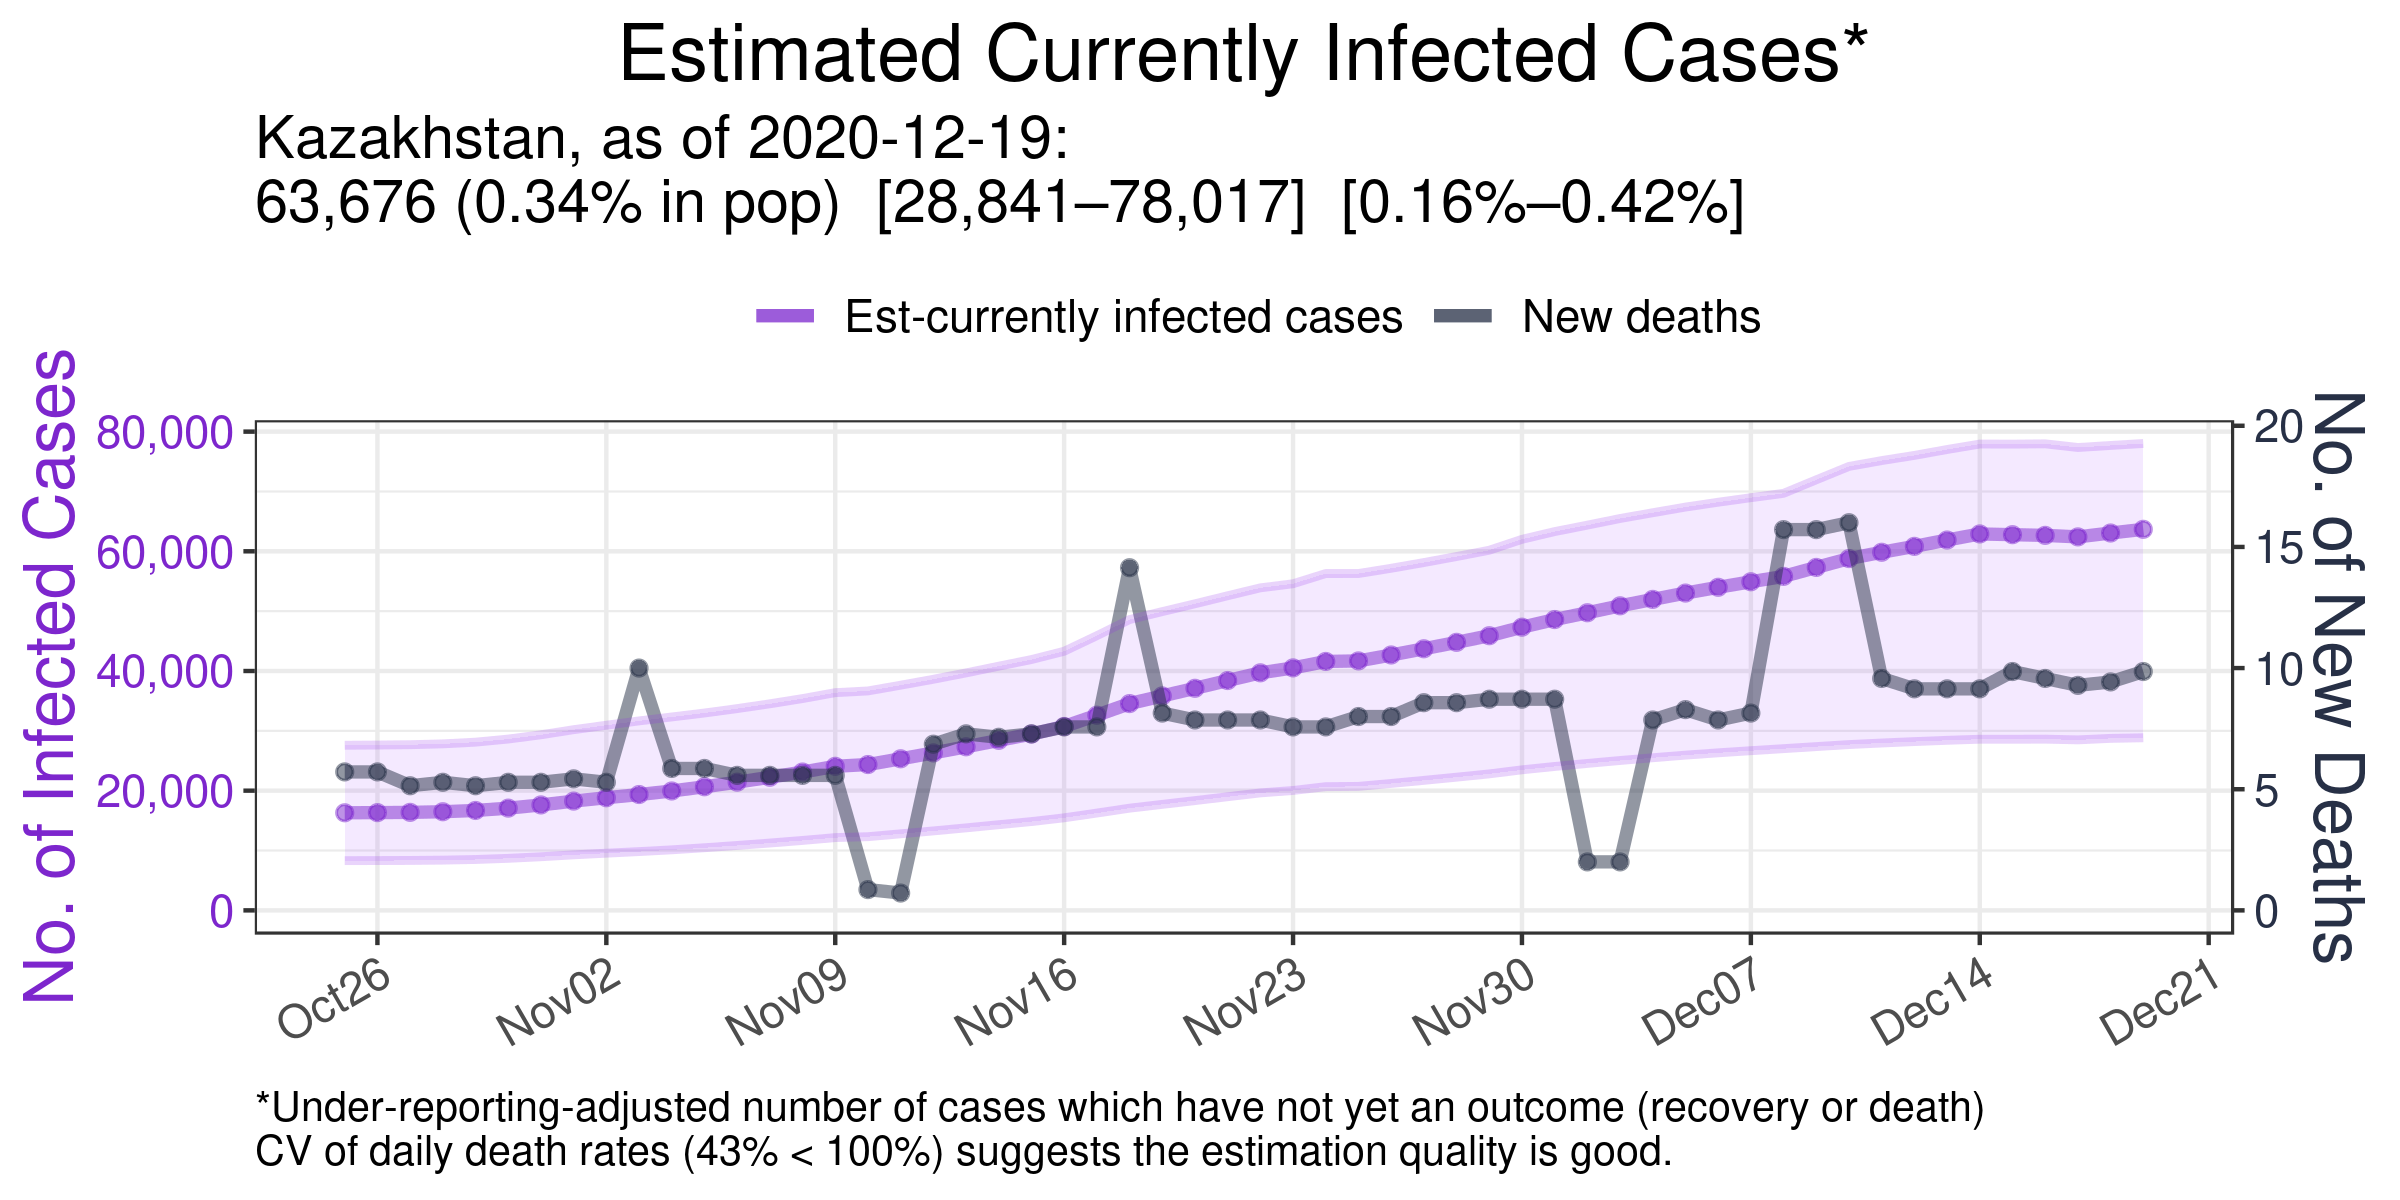 Estimated Currently Infected Cases*
Kazakhstan, as of 2020-12-19:
63,676 (0.34% in pop)  [28,841–78,017]  [0.16%–0.42%]
Est-currently infected cases
New deaths
No. of Infected Cases
80,000
60,000
40,000
20,000
0
20
15
10
5
0
No. of New Deaths
Oct26
Nov02
Nov09
Nov16
Nov23
Nov30
Dec07
Dec14
Dec21
*Under-reporting-adjusted number of cases which have not yet an outcome (recovery or death)
CV of daily death rates (43% < 100%) suggests the estimation quality is good.